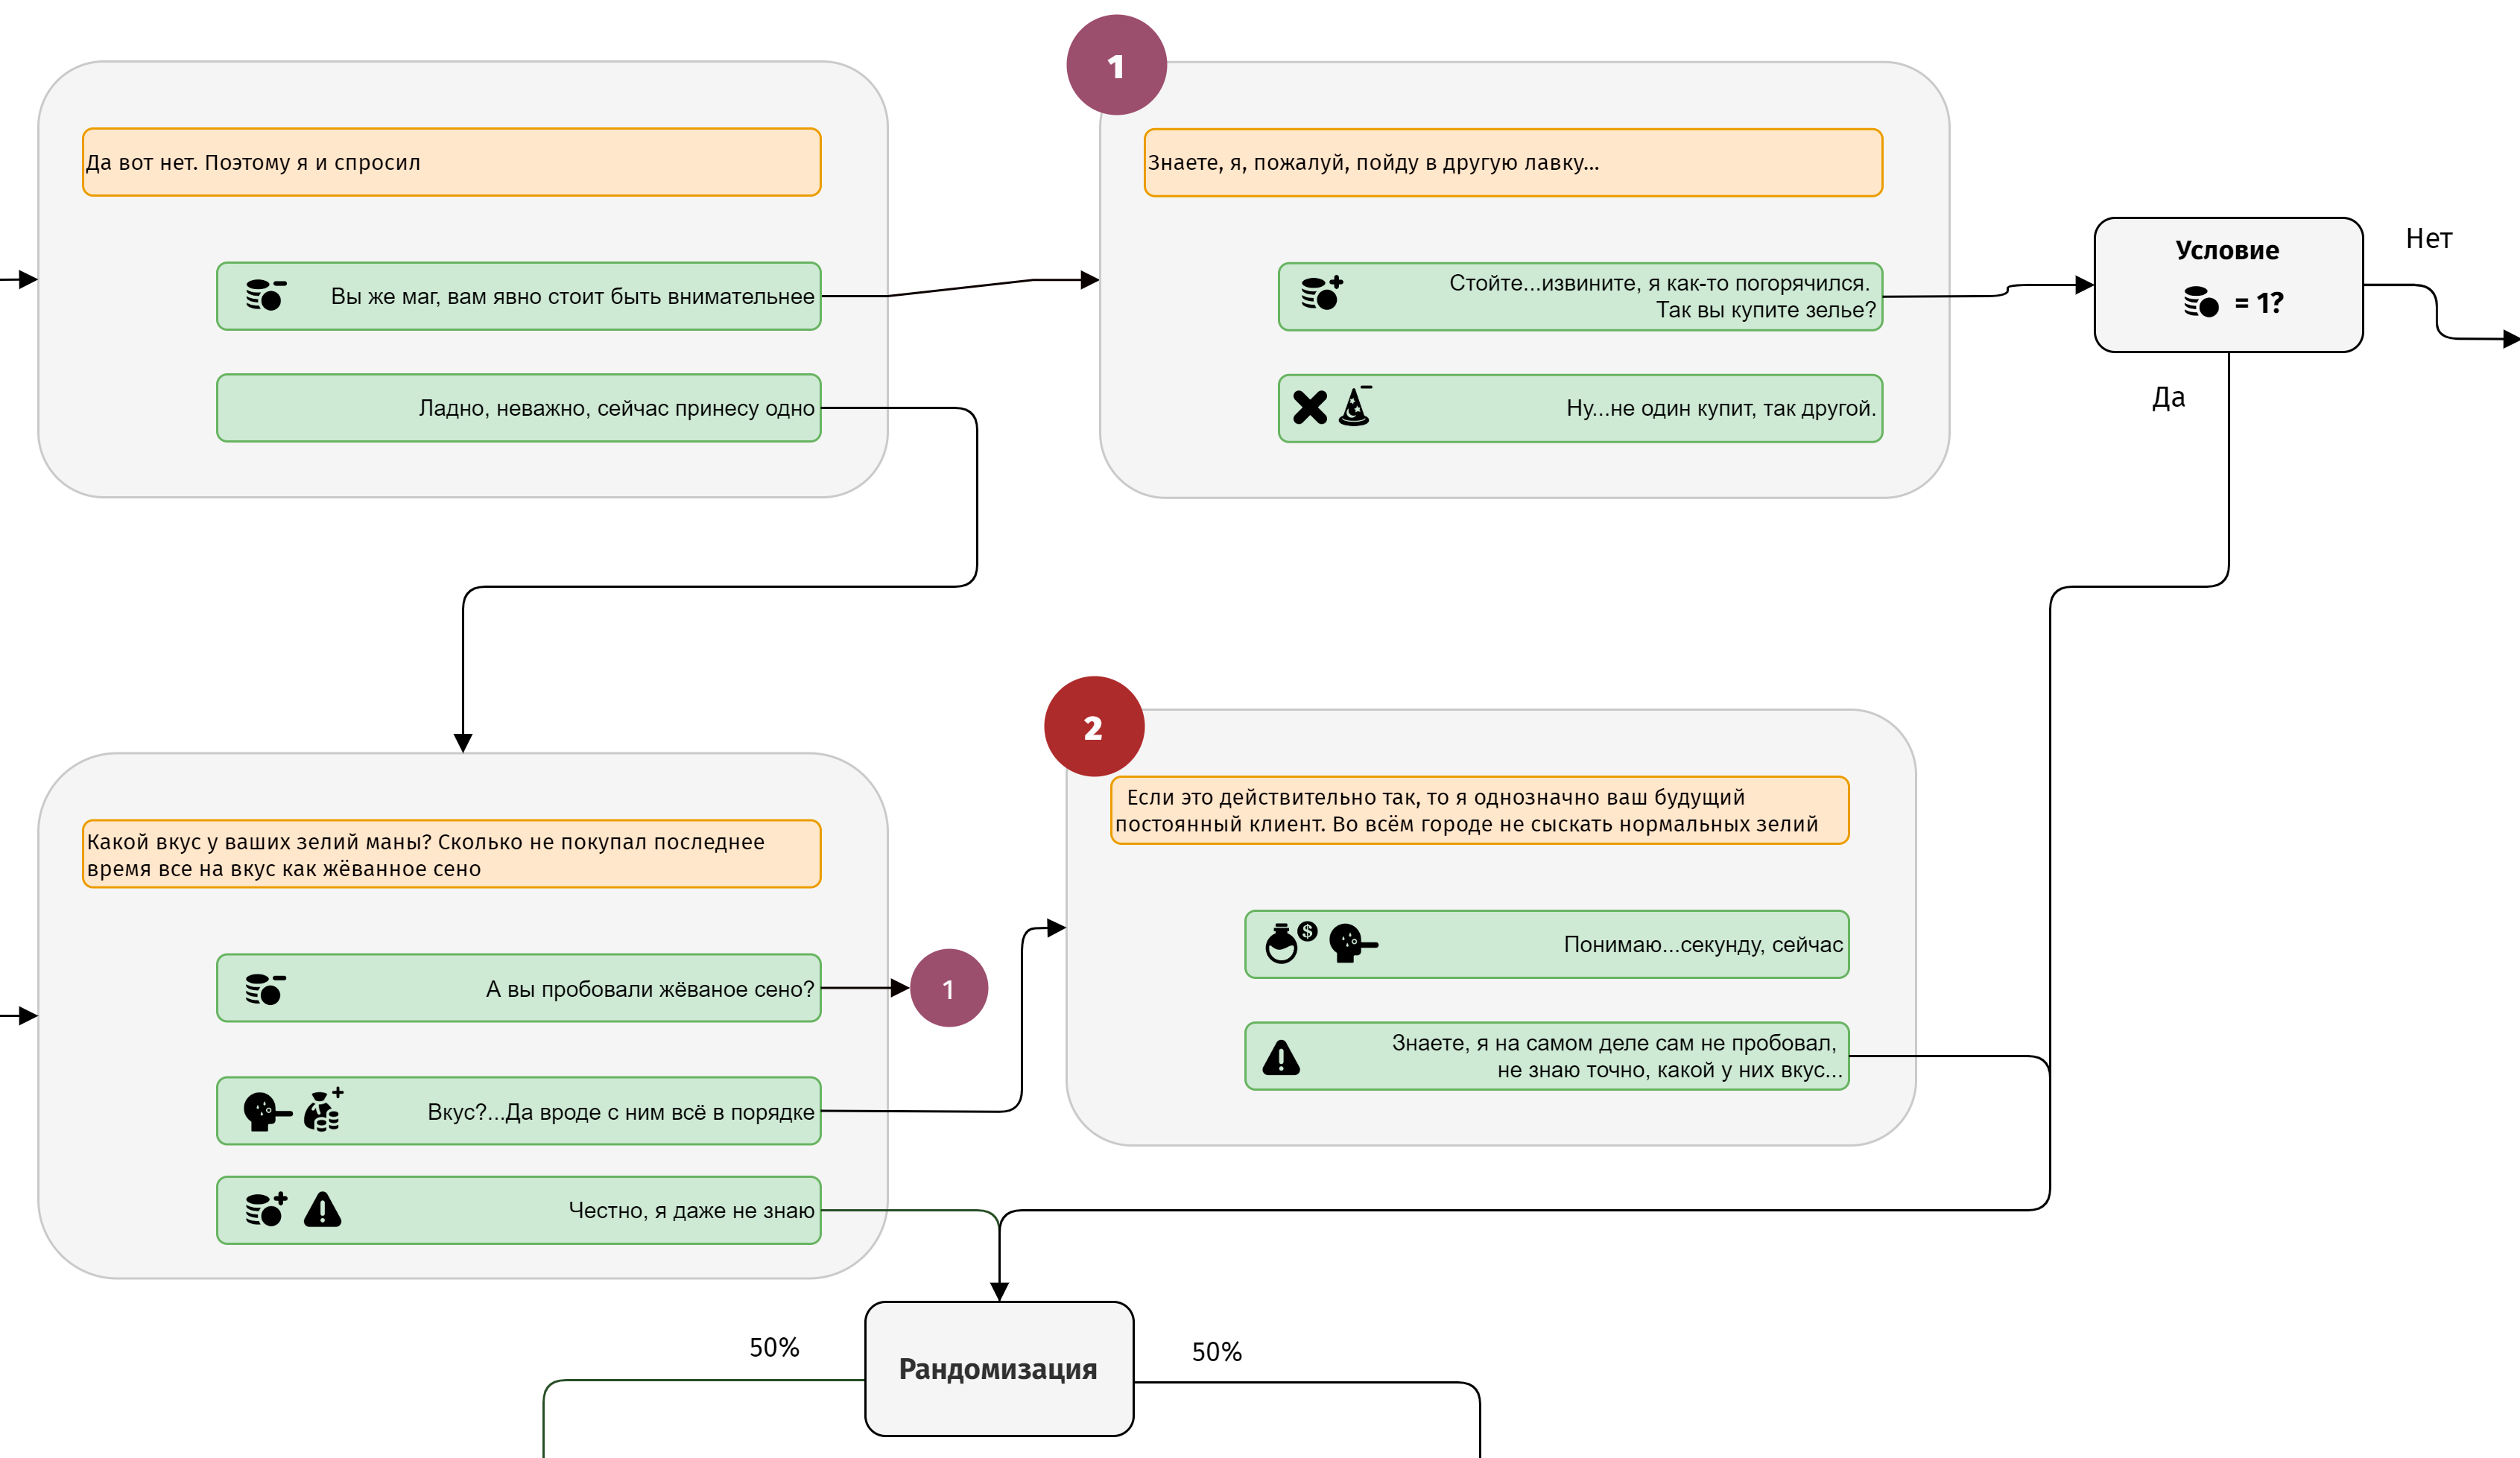 Да вот нет. Поэтому я и спросил
Вы же маг, вам явно стоит быть внимательнее
Ладно, неважно, сейчас принесу одно
1
Знаете, я, пожалуй, пойду в другую лавку...
Стойте...извините, я как-то погорячился.
Так вы купите зелье?
Ну...не один купит, так другой.
Условие
= 1?
Нет
Да
Какой вкус у ваших зелий маны? Сколько не покупал последнее
время все на вкус как жёванное сено
А вы пробовали жёваное сено?
1
Вкус?...Да вроде с ним всё в порядке
Честно, я даже не знаю
2
Если это действительно так, то я однозначно ваш будущий
постоянный клиент. Во всём городе не сыскать нормальных зелий
$
Понимаю...секунду, сейчас
Знаете, я на самом деле сам не пробовал,
не знаю точно, какой у них вкус...
50%
Рандомизация
50%